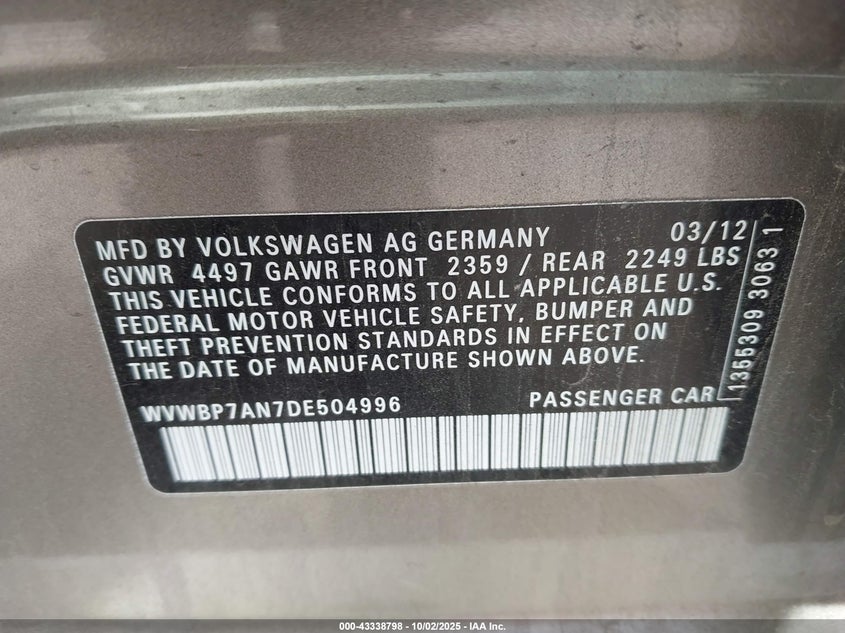 MFD BY VOLKSWAGEN AG GERMANY 03/12
GVWR 4497 GAWR FRONT 2359 / REAR 2249 LBS
THIS VEHICLE CONFORMS TO ALL APPLICABLE U.S.
FEDERAL MOTOR VEHICLE SAFETY, BUMPER AND
THEFT PREVENTION STANDARDS IN EFFECT ON
THE DATE OF MANUFACTURE SHOWN ABOVE.
WVWBP7AN7DE504996 PASSENGER CAR
1355309 3063 1
000-43338798 - 10/02/2025 - IAA Inc.